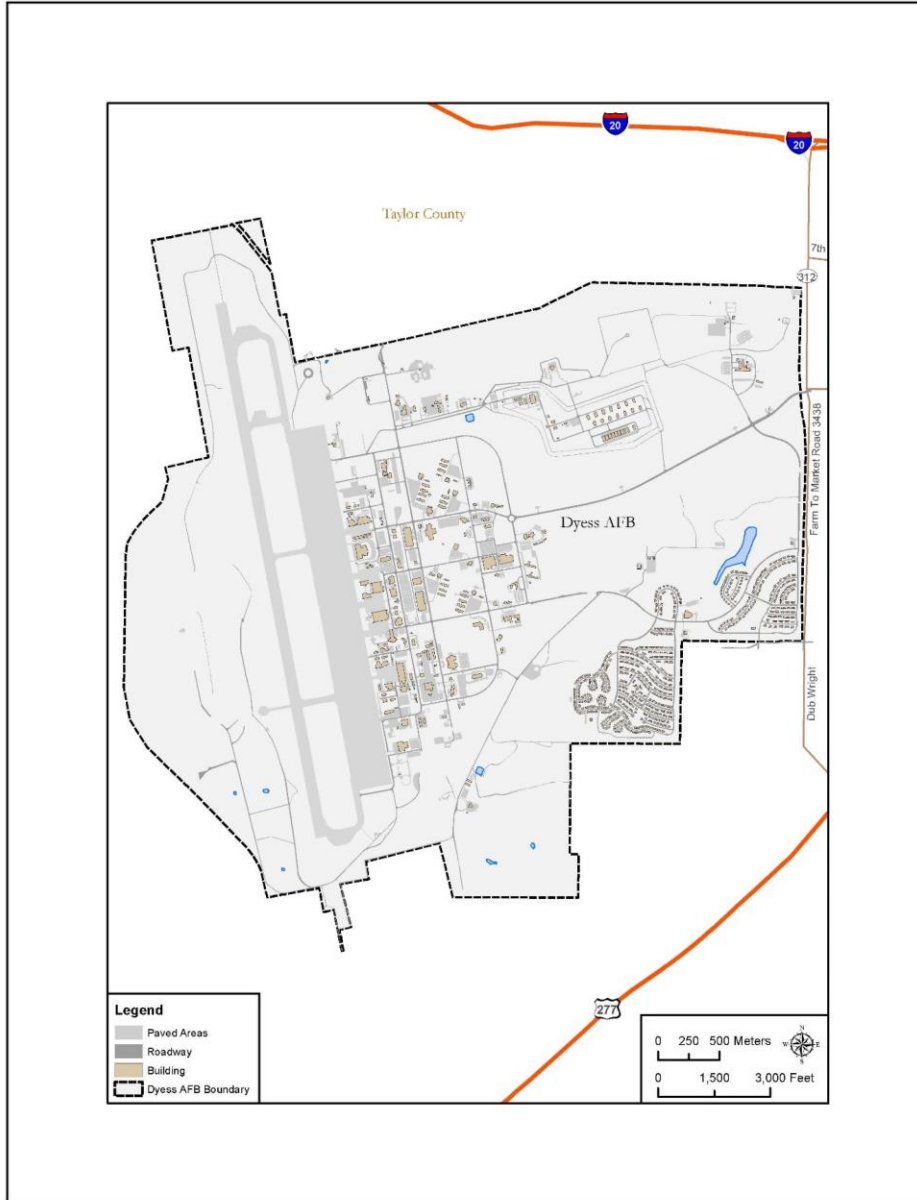 20
20
Taylor County
7th
312
Farm To Market Road 3438
Dyess AFB
Dub Wright
277
Legend
Paved Areas
Roadway
Building
Dyess AFB Boundary
0 250 500 Meters
0 1,500 3,000 Feet
N
W E
S